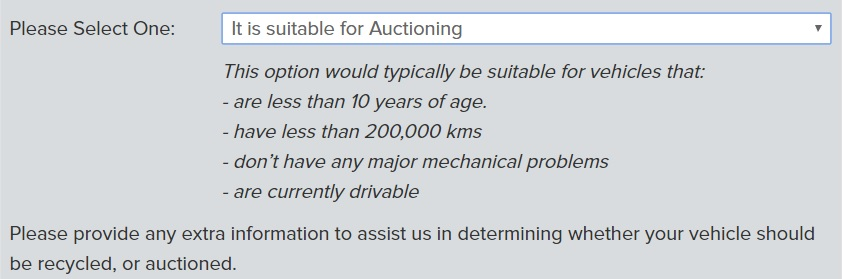 Please Select One: It is suitable for Auctioning
This option would typically be suitable for vehicles that:
- are less than 10 years of age.
- have less than 200,000 kms
- don't have any major mechanical problems
- are currently drivable
Please provide any extra information to assist us in determining whether your vehicle should
be recycled, or auctioned.